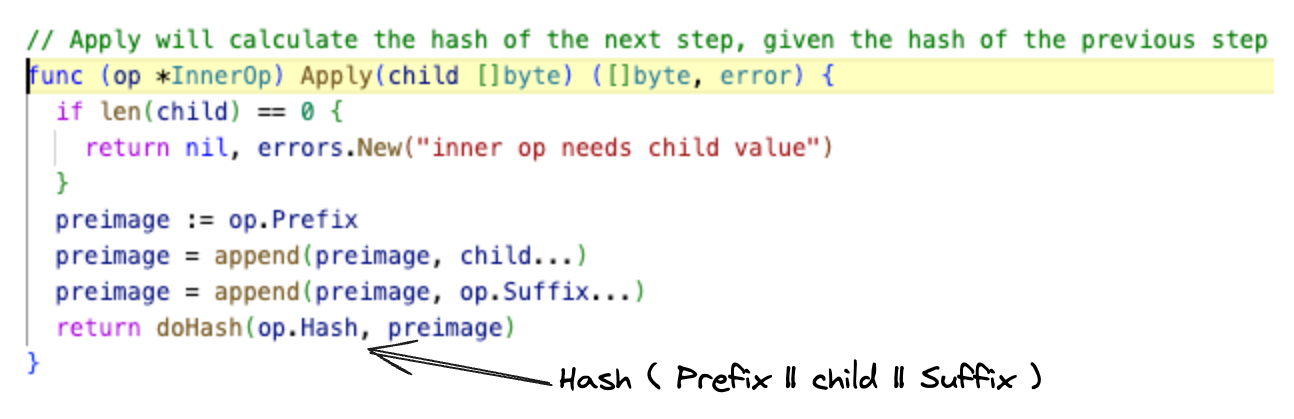 // Apply will calculate the hash of the next step, given the hash of the previous step
func (op *InnerOp) Apply(child []byte) ([]byte, error) {
  if len(child) == 0 {
    return nil, errors.New("inner op needs child value")
  }
  preimage := op.Prefix
  preimage = append(preimage, child...)
  preimage = append(preimage, op.Suffix...)
  return doHash(op.Hash, preimage)
}
Hash ( Prefix || child || Suffix )